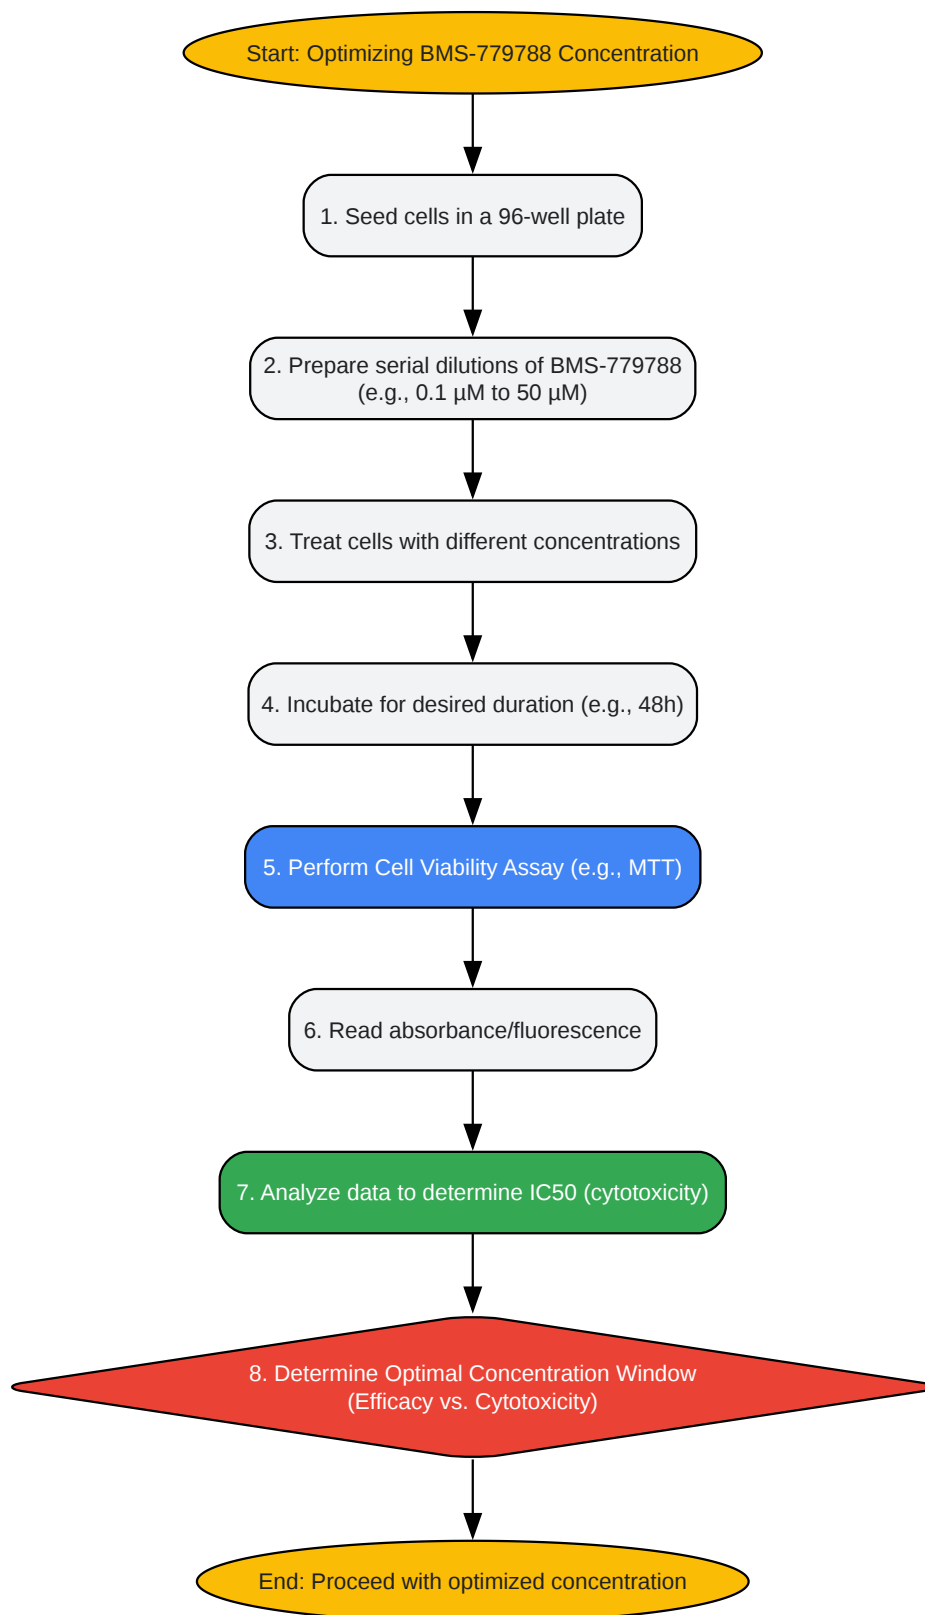 Start: Optimizing BMS-779788 Concentration
1. Seed cells in a 96-well plate
2. Prepare serial dilutions of BMS-779788
(e.g., 0.1 µM to 50 µM)
3. Treat cells with different concentrations
4. Incubate for desired duration (e.g., 48h)
5. Perform Cell Viability Assay (e.g., MTT)
6. Read absorbance/fluorescence
7. Analyze data to determine IC50 (cytotoxicity)
8. Determine Optimal Concentration Window
(Efficacy vs. Cytotoxicity)
End: Proceed with optimized concentration